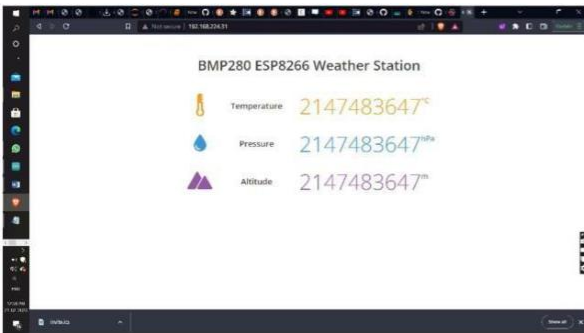 Not secure | 192.168.224.31
BMP280 ESP8266 Weather Station
Temperature 2147483647°C
Pressure 2147483647hPa
Altitude 2147483647m
Show all